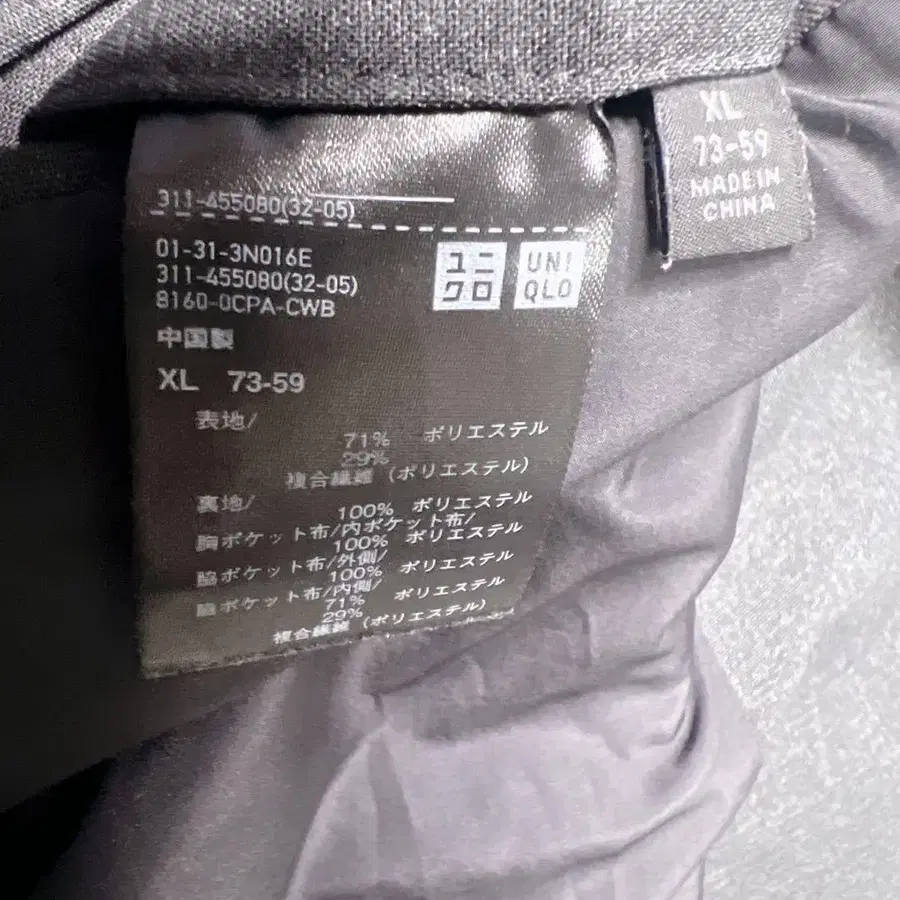 311-455080(32-05)
01-31-3N016E
311-455080(32-05)
8160-0CPA-CWB
ユニ
クロ
UNI
QLO
中国製
XL 73-59
表地/
71% ポリエステル
29%
複合繊維 (ポリエステル)
裏地/
100% ポリエステル
胸ポケット布/内ポケット布/
100% ポリエステル
脇ポケット布/外側/
100% ポリエステル
脇ポケット布/内側/
71% ポリエステル
29%
複合繊維 (ポリエステル)
XL
73-59
MADE IN
CHINA